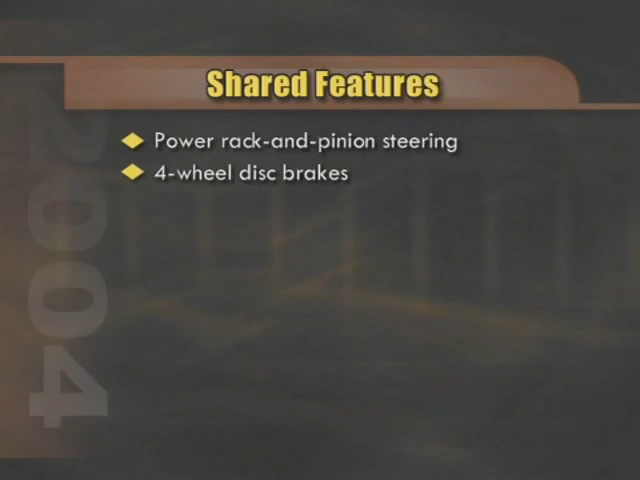 Shared Features
Power rack-and-pinion steering
4-wheel disc brakes
2004